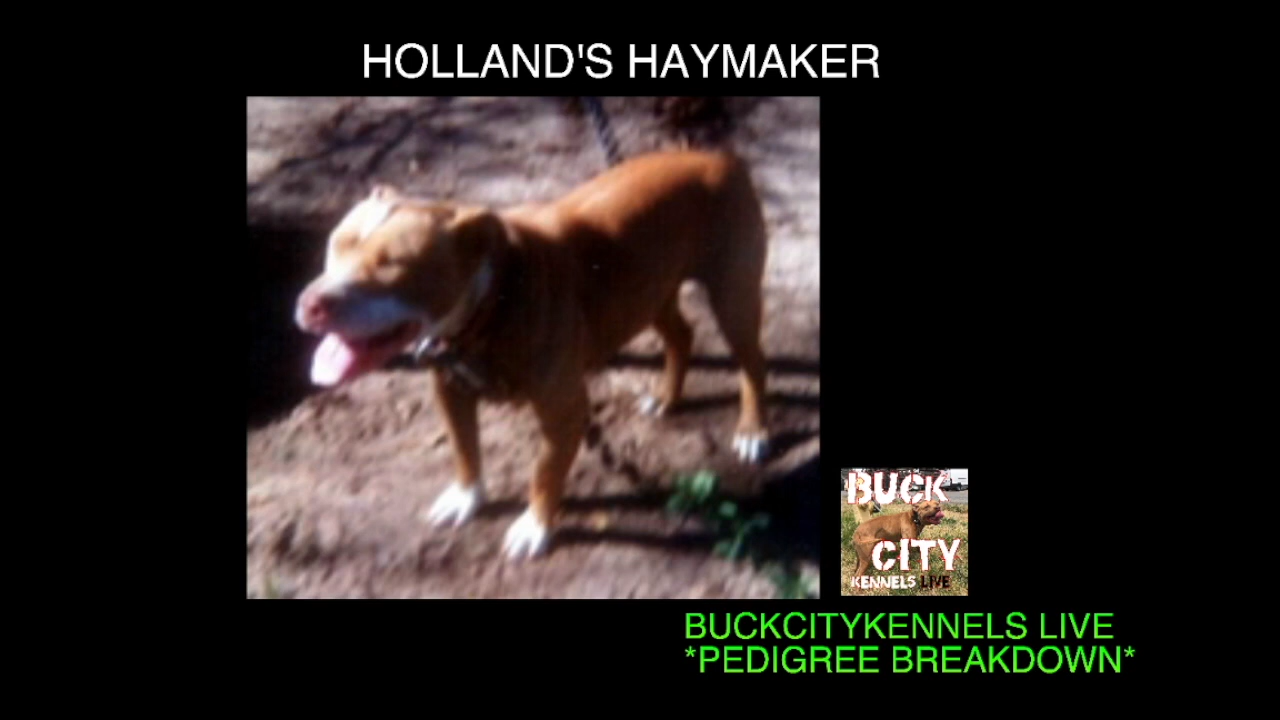 HOLLAND'S HAYMAKER
BUCK
CITY
KENNELS LIVE
BUCKCITYKENNELS LIVE
*PEDIGREE BREAKDOWN*